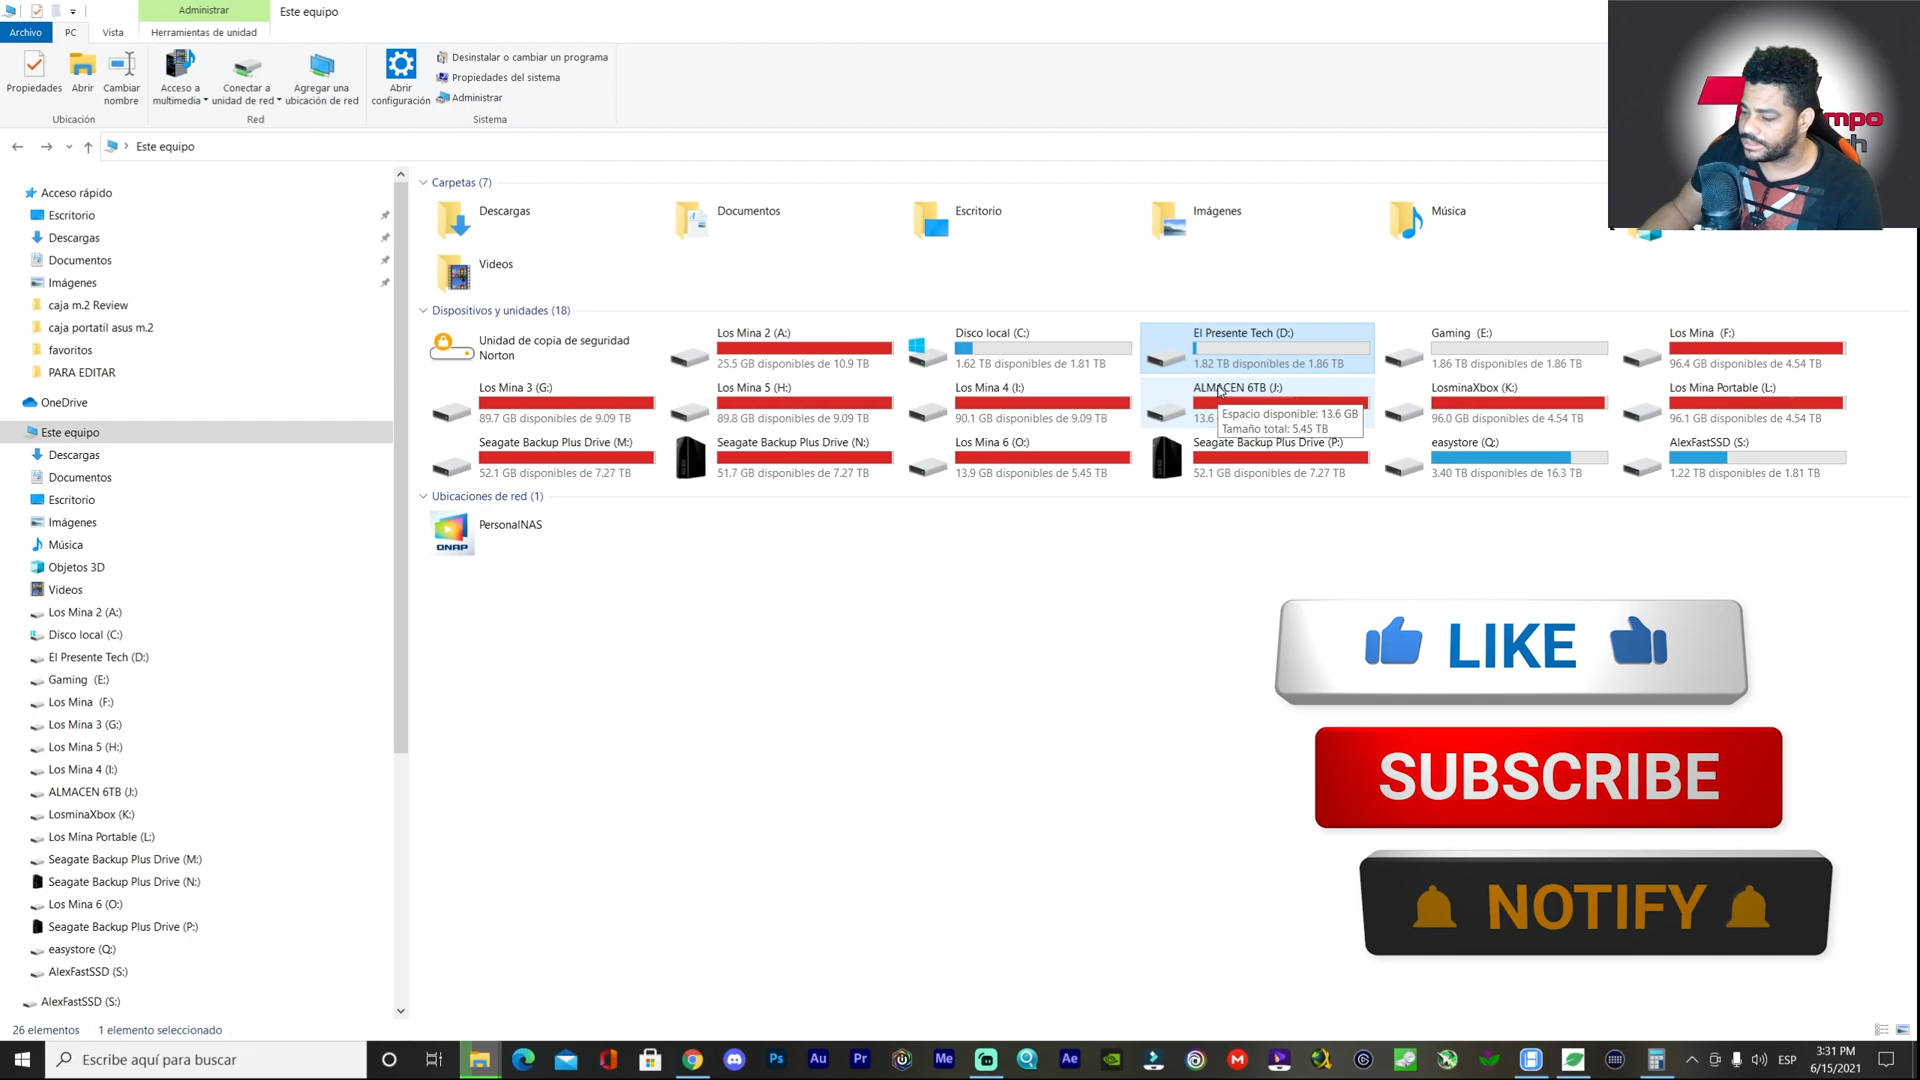 Administrar
Este equipo
Archivo
PC
Vista
Herramientas de unidad
Propiedades
Abrir
Cambiar nombre
Ubicación
Acceso a multimedia
Conectar a unidad de red
Agregar una ubicación de red
Red
Abrir configuración
Desinstalar o cambiar un programa
Propiedades del sistema
Administrar
Sistema
Este equipo
Acceso rápido
Escritorio
Descargas
Documentos
Imágenes
caja m.2 Review
caja portatil asus m.2
favoritos
PARA EDITAR
OneDrive
Este equipo
Descargas
Documentos
Escritorio
Imágenes
Música
Objetos 3D
Videos
Los Mina 2 (A:)
Disco local (C:)
El Presente Tech (D:)
Gaming (E:)
Los Mina (F:)
Los Mina 3 (G:)
Los Mina 5 (H:)
Los Mina 4 (I:)
ALMACEN 6TB (J:)
LosminaXbox (K:)
Los Mina Portable (L:)
Seagate Backup Plus Drive (M:)
Seagate Backup Plus Drive (N:)
Los Mina 6 (O:)
Seagate Backup Plus Drive (P:)
easystore (Q:)
AlexFastSSD (S:)
AlexFastSSD (S:)
Carpetas (7)
Descargas
Documentos
Escritorio
Imágenes
Música
Videos
Dispositivos y unidades (18)
Unidad de copia de seguridad
Norton
Los Mina 2 (A:)
25.5 GB disponibles de 10.9 TB
Disco local (C:)
1.62 TB disponibles de 1.81 TB
El Presente Tech (D:)
1.82 TB disponibles de 1.86 TB
Gaming (E:)
1.86 TB disponibles de 1.86 TB
Los Mina (F:)
96.4 GB disponibles de 4.54 TB
Los Mina 3 (G:)
89.7 GB disponibles de 9.09 TB
Los Mina 5 (H:)
89.8 GB disponibles de 9.09 TB
Los Mina 4 (I:)
90.1 GB disponibles de 9.09 TB
ALMACEN 6TB (J:)
13.6
Espacio disponible: 13.6 GB
Tamaño total: 5.45 TB
LosminaXbox (K:)
96.0 GB disponibles de 4.54 TB
Los Mina Portable (L:)
96.1 GB disponibles de 4.54 TB
Seagate Backup Plus Drive (M:)
52.1 GB disponibles de 7.27 TB
Seagate Backup Plus Drive (N:)
51.7 GB disponibles de 7.27 TB
Los Mina 6 (O:)
13.9 GB disponibles de 5.45 TB
Seagate Backup Plus Drive (P:)
52.1 GB disponibles de 7.27 TB
easystore (Q:)
3.40 TB disponibles de 16.3 TB
AlexFastSSD (S:)
1.22 TB disponibles de 1.81 TB
Ubicaciones de red (1)
QNAP
PersonalNAS
LIKE
SUBSCRIBE
NOTIFY
26 elementos
1 elemento seleccionado
Escribe aquí para buscar
Ps
Au
Pr
Me
Ae
ESP
3:31 PM
6/15/2021